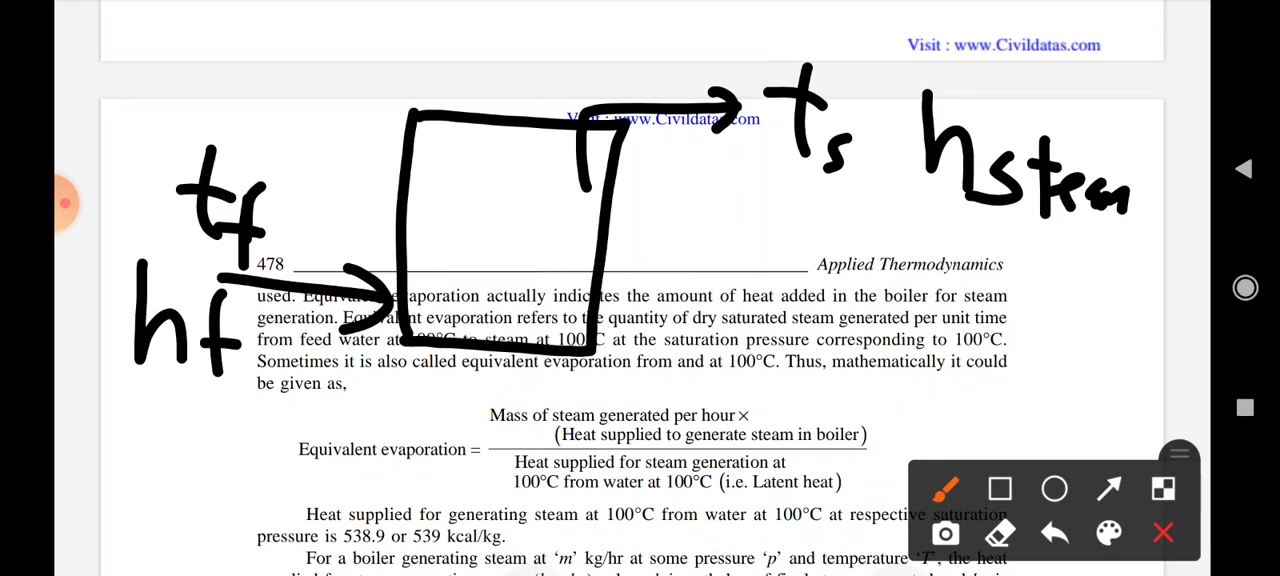 Visit : www.Civildatas.com
Visit : www.Civildatas.com
ts hsteam
tf
hf
478 Applied Thermodynamics
used. Equivalent evaporation actually indicates the amount of heat added in the boiler for steam
generation. Equivalent evaporation refers to the quantity of dry saturated steam generated per unit time
from feed water at 100°C to steam at 100°C at the saturation pressure corresponding to 100°C.
Sometimes it is also called equivalent evaporation from and at 100°C. Thus, mathematically it could
be given as,
Mass of steam generated per hour ×
(Heat supplied to generate steam in boiler)
Equivalent evaporation =
Heat supplied for steam generation at
100°C from water at 100°C (i.e. Latent heat)
Heat supplied for generating steam at 100°C from water at 100°C at respective saturation
pressure is 538.9 or 539 kcal/kg.
For a boiler generating steam at ‘m’ kg/hr at some pressure ‘p’ and temperature ‘T’, the heat